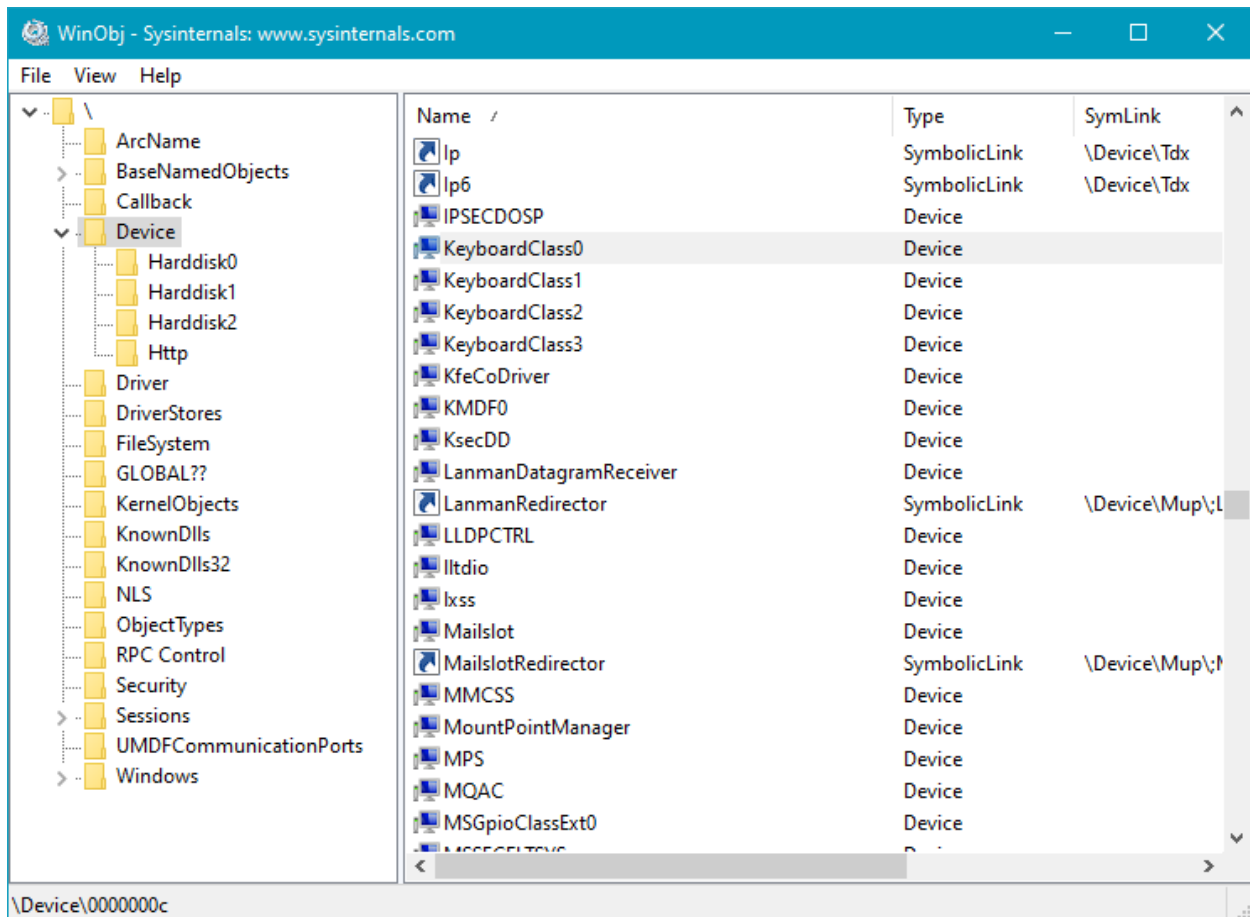 WinObj - Sysinternals: www.sysinternals.com
File View Help
\
ArcName
BaseNamedObjects
Callback
Device
Harddisk0
Harddisk1
Harddisk2
Http
Driver
DriverStores
FileSystem
GLOBAL??
KernelObjects
KnownDlls
KnownDlls32
NLS
ObjectTypes
RPC Control
Security
Sessions
UMDFCommunicationPorts
Windows
Name Type SymLink
Ip SymbolicLink \Device\Tdx
Ip6 SymbolicLink \Device\Tdx
IPSECDOSP Device
KeyboardClass0 Device
KeyboardClass1 Device
KeyboardClass2 Device
KeyboardClass3 Device
KfeCoDriver Device
KMDF0 Device
KsecDD Device
LanmanDatagramReceiver Device
LanmanRedirector SymbolicLink \Device\Mup\;L
LLDPCTRL Device
lltdio Device
lxss Device
Mailslot Device
MailslotRedirector SymbolicLink \Device\Mup\;M
MMCSS Device
MountPointManager Device
MPS Device
MQAC Device
MSGpioClassExt0 Device
\Device\0000000c